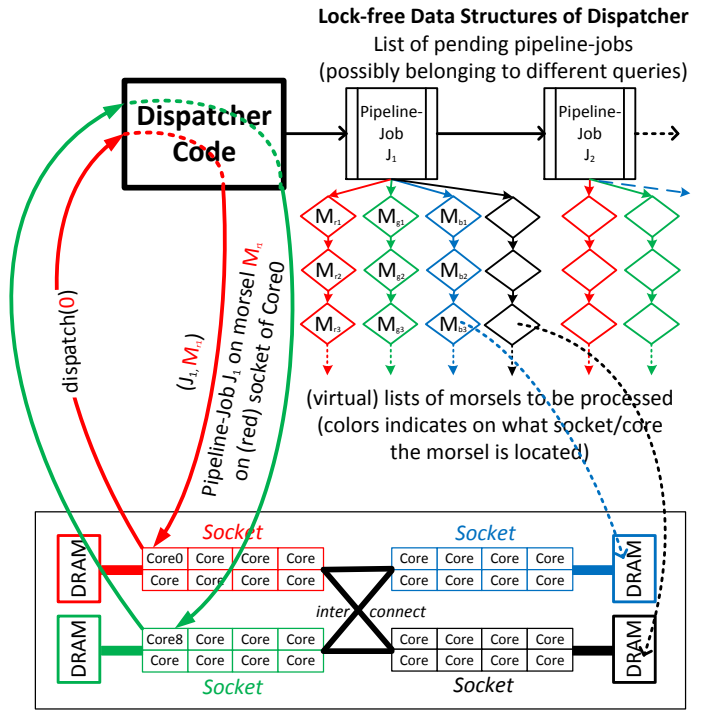 Lock-free Data Structures of Dispatcher
List of pending pipeline-jobs
(possibly belonging to different queries)
Dispatcher
Code
Pipeline-
Job
J1
Pipeline-
Job
J2
Mr1
Mg1
Mb1
Mr2
Mg2
Mb2
Mr3
Mg3
Mb3
dispatch(0)
(J1, Mr1)
Pipeline-Job J1 on morsel Mr1
on (red) socket of Core0
(virtual) lists of morsels to be processed
(colors indicates on what socket/core
the morsel is located)
Socket
Socket
DRAM
Core0 Core Core Core
Core Core Core Core
Core Core Core Core
Core Core Core Core
DRAM
inter connect
DRAM
Core8 Core Core Core
Core Core Core Core
Core Core Core Core
Core Core Core Core
DRAM
Socket
Socket